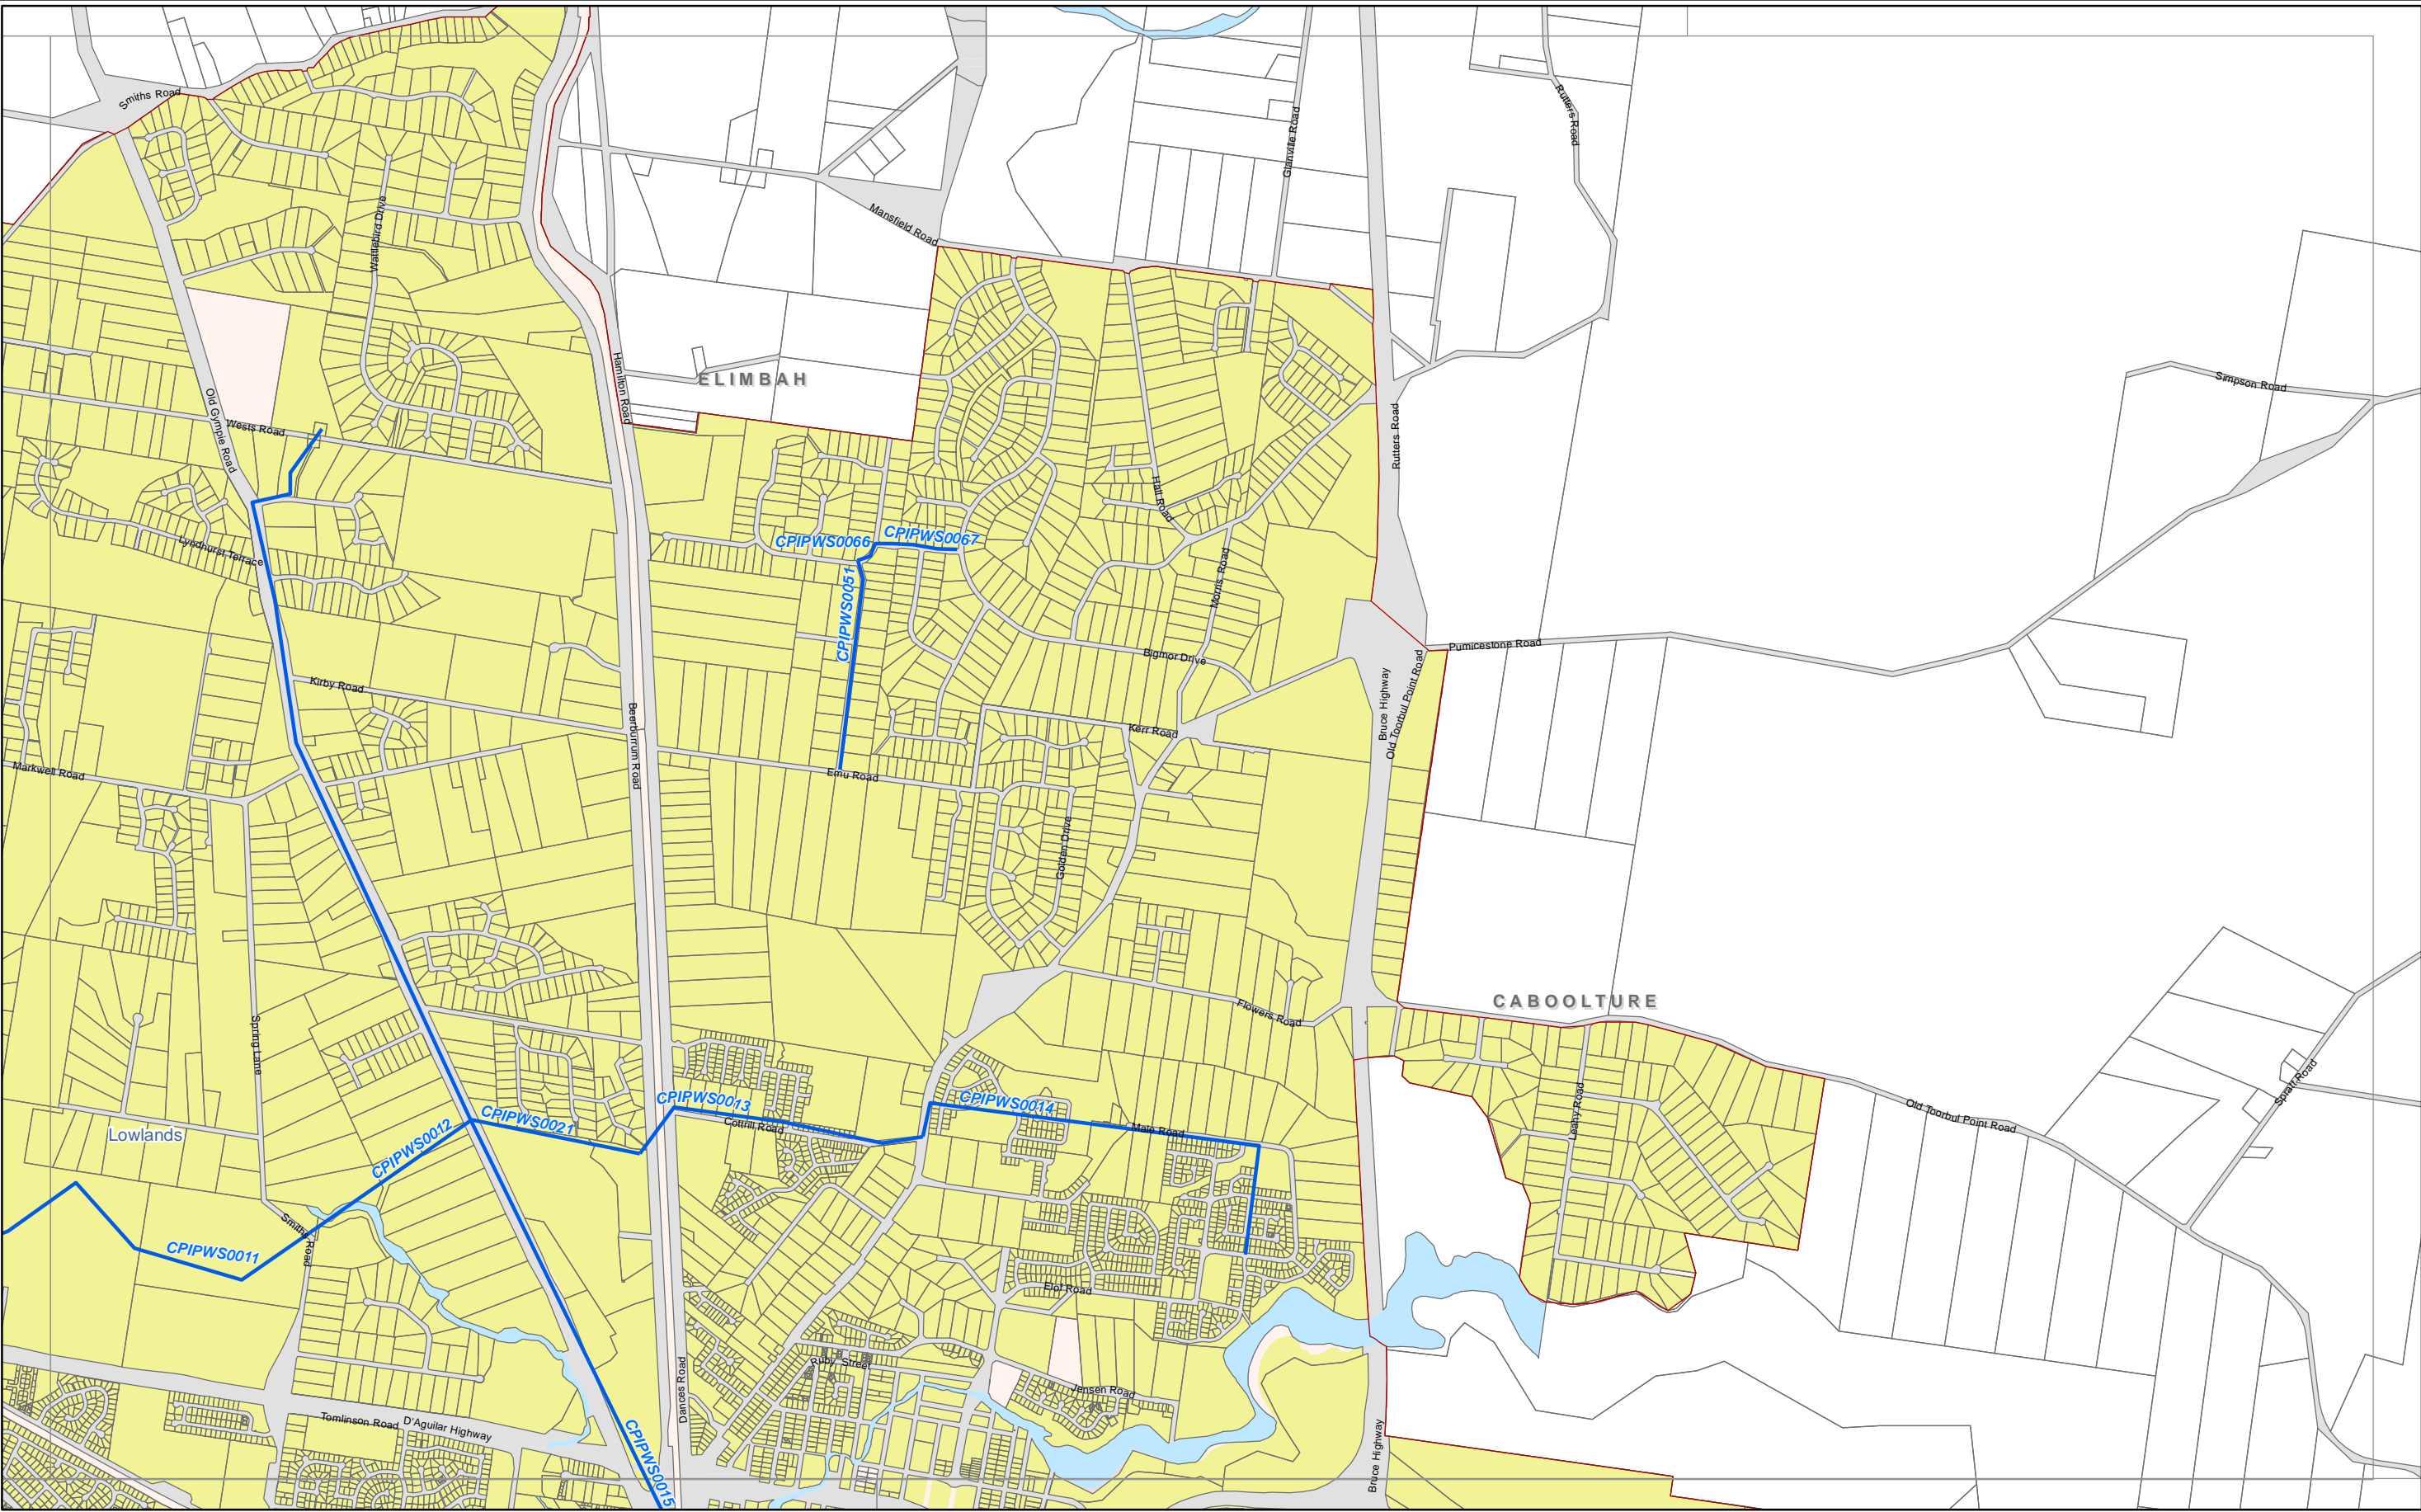 Smiths Road
Rutters Road
Glanville Road
Wattlebird Drive
Mansfield Road
Hamilton Road
ELIMBAH
Simpson Road
Old Gympie Road
Wests Road
Rutters Road
Hall Road
Lyndhurst Terrace
CPIPWS0066
CPIPWS0067
CPIPWS0051
Morris Road
Bigmor Drive
Pumicestone Road
Kirby Road
Old Toorbul Point Road
Bruce Highway
Kerr Road
Beerburrum Road
Markwell Road
Emu Road
Golden Drive
CABOOLTURE
Flowers Road
Spring Lane
Leahy Road
Spratt Road
Old Toorbul Point Road
CPIPWS0013
CPIPWS0014
CPIPWS0021
Cottrill Road
Male Road
Lowlands
CPIPWS0012
Smiths Road
CPIPWS0011
Elof Road
Ruby Street
Dances Road
Jensen Road
Tomlinson Road
D'Aguilar Highway
CPIPWS0015
Bruce Highway